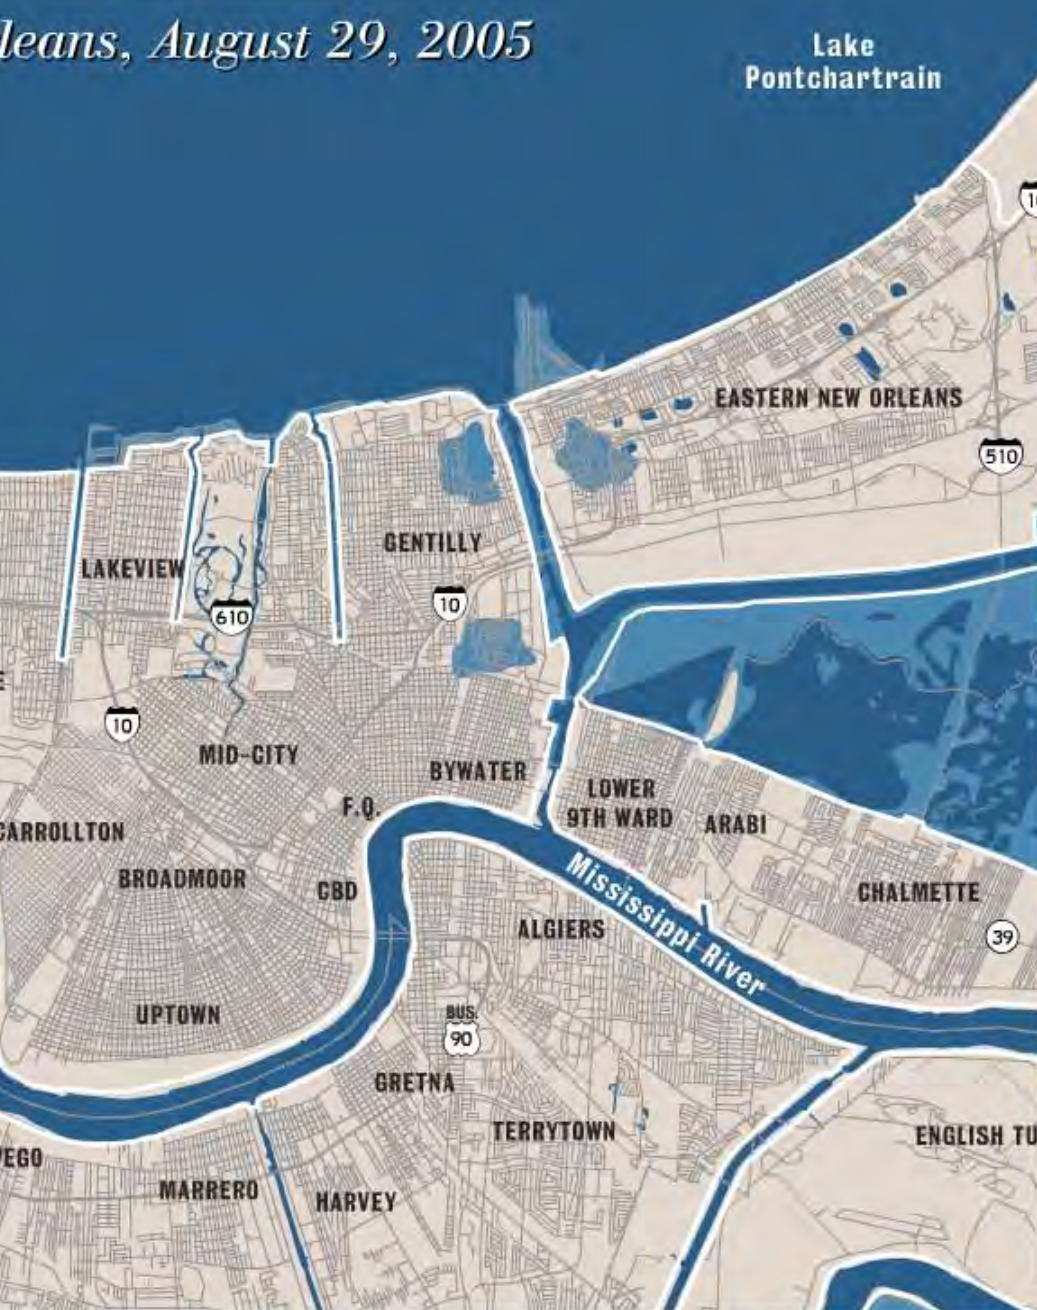 leans, August 29, 2005
Lake
Pontchartrain
EASTERN NEW ORLEANS
510
GENTILLY
LAKEVIEW
10
610
10
MID-CITY
BYWATER
LOWER
9TH WARD
F.Q.
ARABI
CARROLLTON
BROADMOOR
CBD
CHALMETTE
Mississippi River
ALGIERS
39
UPTOWN
BUS.
90
GRETNA
TERRYTOWN
ENGLISH TU
EGO
MARRERO
HARVEY